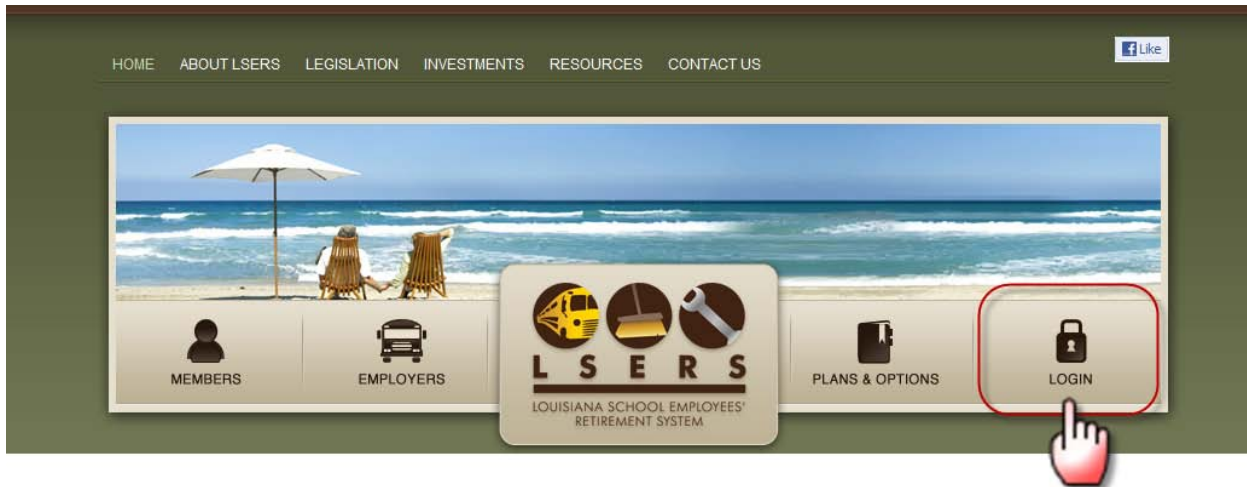 Like
HOME ABOUT LSERS LEGISLATION INVESTMENTS RESOURCES CONTACT US
MEMBERS
EMPLOYERS
LSERS
LOUISIANA SCHOOL EMPLOYEES'
RETIREMENT SYSTEM
PLANS & OPTIONS
LOGIN